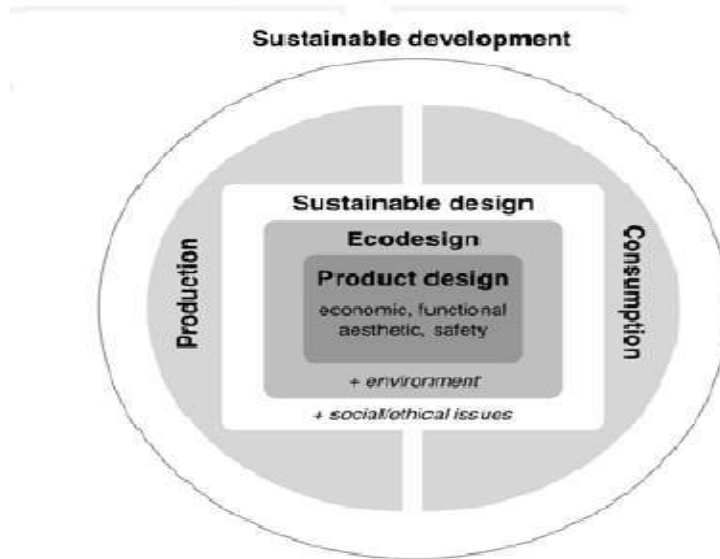 Sustainable development
Sustainable design
Ecodesign
Product design
economic, functional
aesthetic, safety
+ environment
+ social/ethical issues
Production
Consumption